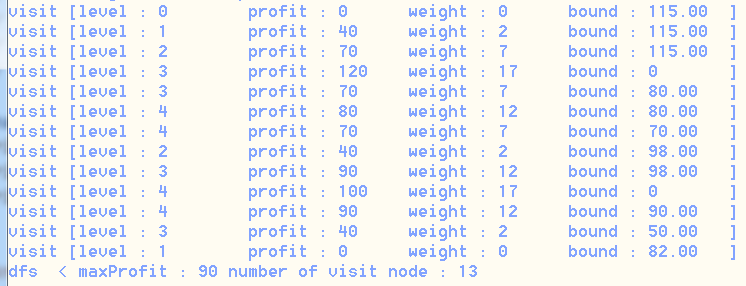 visit [level : 0 profit : 0 weight : 0 bound : 115.00 ]
visit [level : 1 profit : 40 weight : 2 bound : 115.00 ]
visit [level : 2 profit : 70 weight : 7 bound : 115.00 ]
visit [level : 3 profit : 120 weight : 17 bound : 0 ]
visit [level : 3 profit : 70 weight : 7 bound : 80.00 ]
visit [level : 4 profit : 80 weight : 12 bound : 80.00 ]
visit [level : 4 profit : 70 weight : 7 bound : 70.00 ]
visit [level : 2 profit : 40 weight : 2 bound : 98.00 ]
visit [level : 3 profit : 90 weight : 12 bound : 98.00 ]
visit [level : 4 profit : 100 weight : 17 bound : 0 ]
visit [level : 4 profit : 90 weight : 12 bound : 90.00 ]
visit [level : 3 profit : 40 weight : 2 bound : 50.00 ]
visit [level : 1 profit : 0 weight : 0 bound : 82.00 ]
dfs < maxProfit : 90 number of visit node : 13